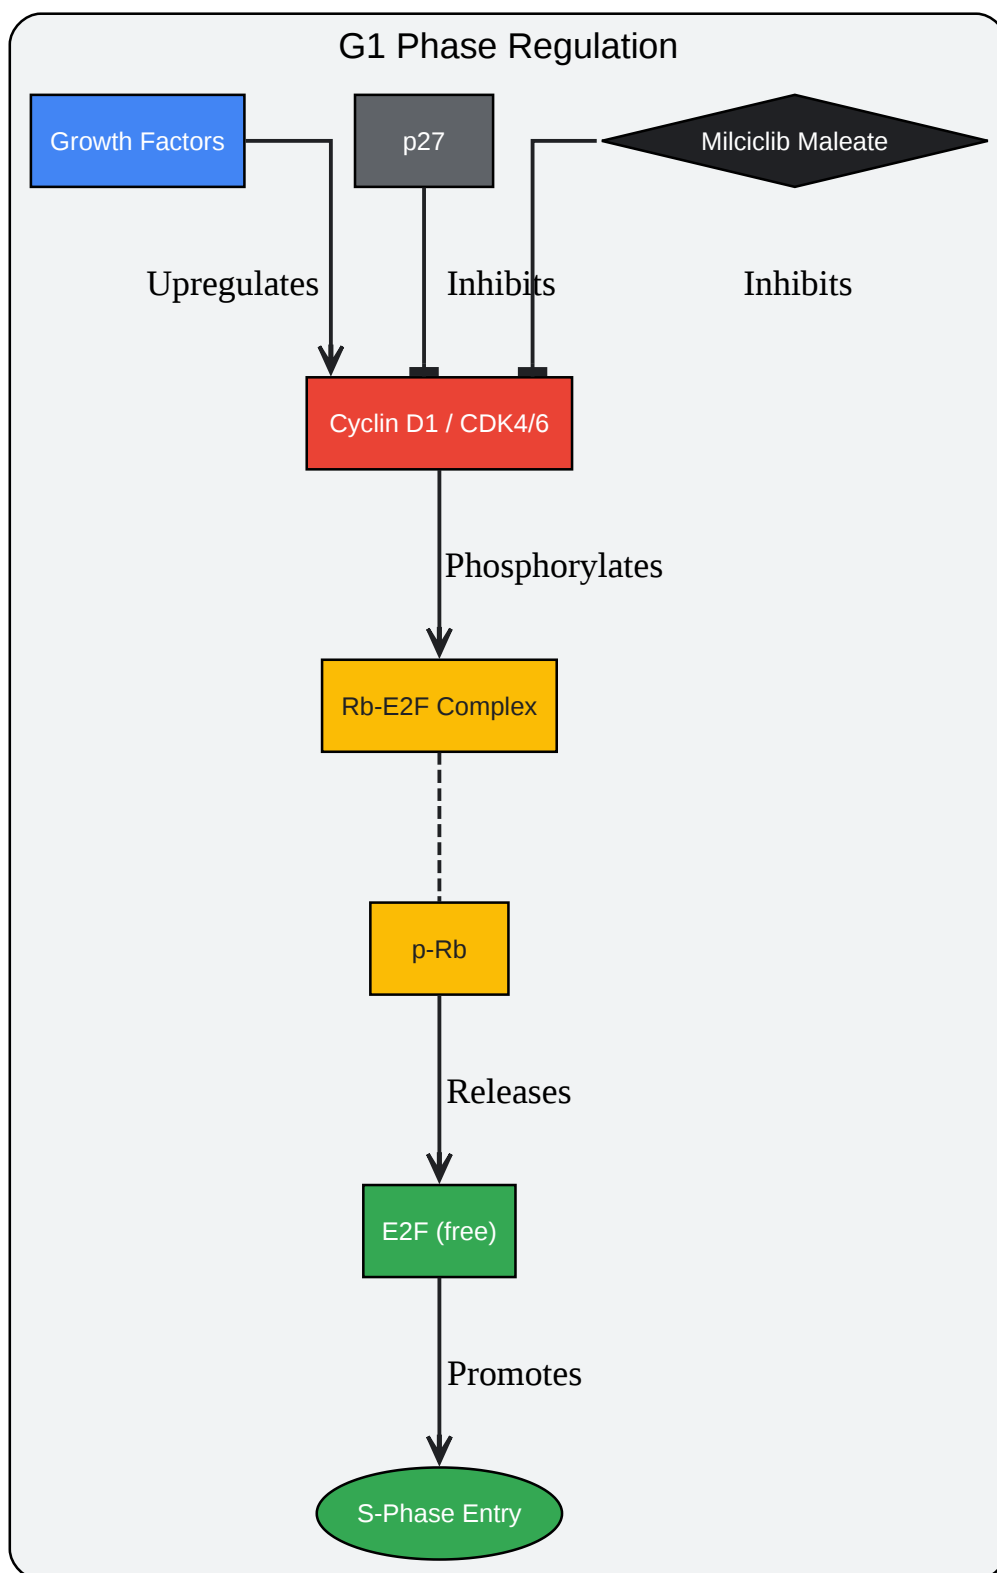 G1 Phase Regulation
Growth Factors
p27
Milciclib Maleate
Upregulates
Inhibits
Inhibits
Cyclin D1 / CDK4/6
Phosphorylates
Rb-E2F Complex
p-Rb
Releases
E2F (free)
Promotes
S-Phase Entry